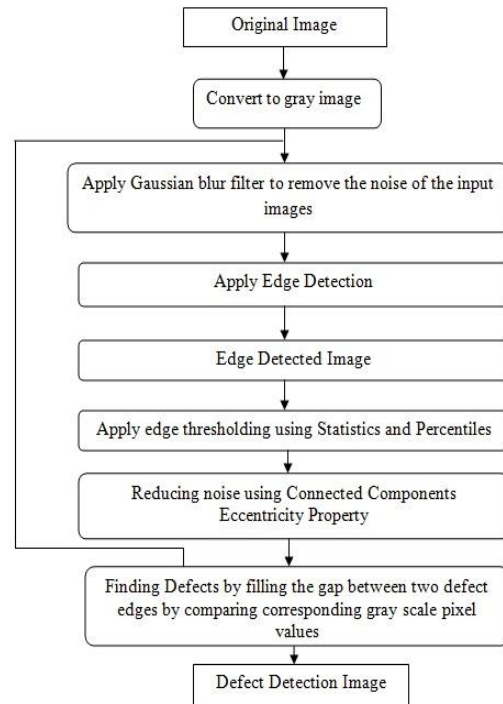 Original Image
Convert to gray image
Apply Gaussian blur filter to remove the noise of the input
images
Apply Edge Detection
Edge Detected Image
Apply edge thresholding using Statistics and Percentiles
Reducing noise using Connected Components
Eccentricity Property
Finding Defects by filling the gap between two defect
edges by comparing corresponding gray scale pixel
values
Defect Detection Image